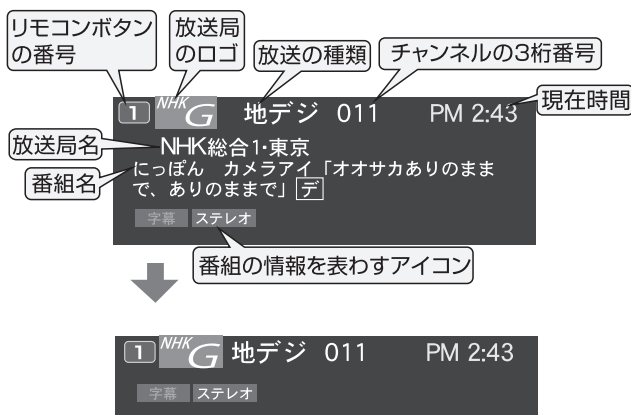 リモコンボタン
の番号
放送局
のロゴ
放送の種類
チャンネルの3桁番号
1 NHK G 地デジ 011 PM 2:43
現在時間
放送局名
NHK総合1・東京
番組名
にっぽん カメラアイ「オオサカありのまま
で、ありのままで」デ
字幕 ステレオ
番組の情報を表わすアイコン
1 NHK G 地デジ 011 PM 2:43
字幕 ステレオ